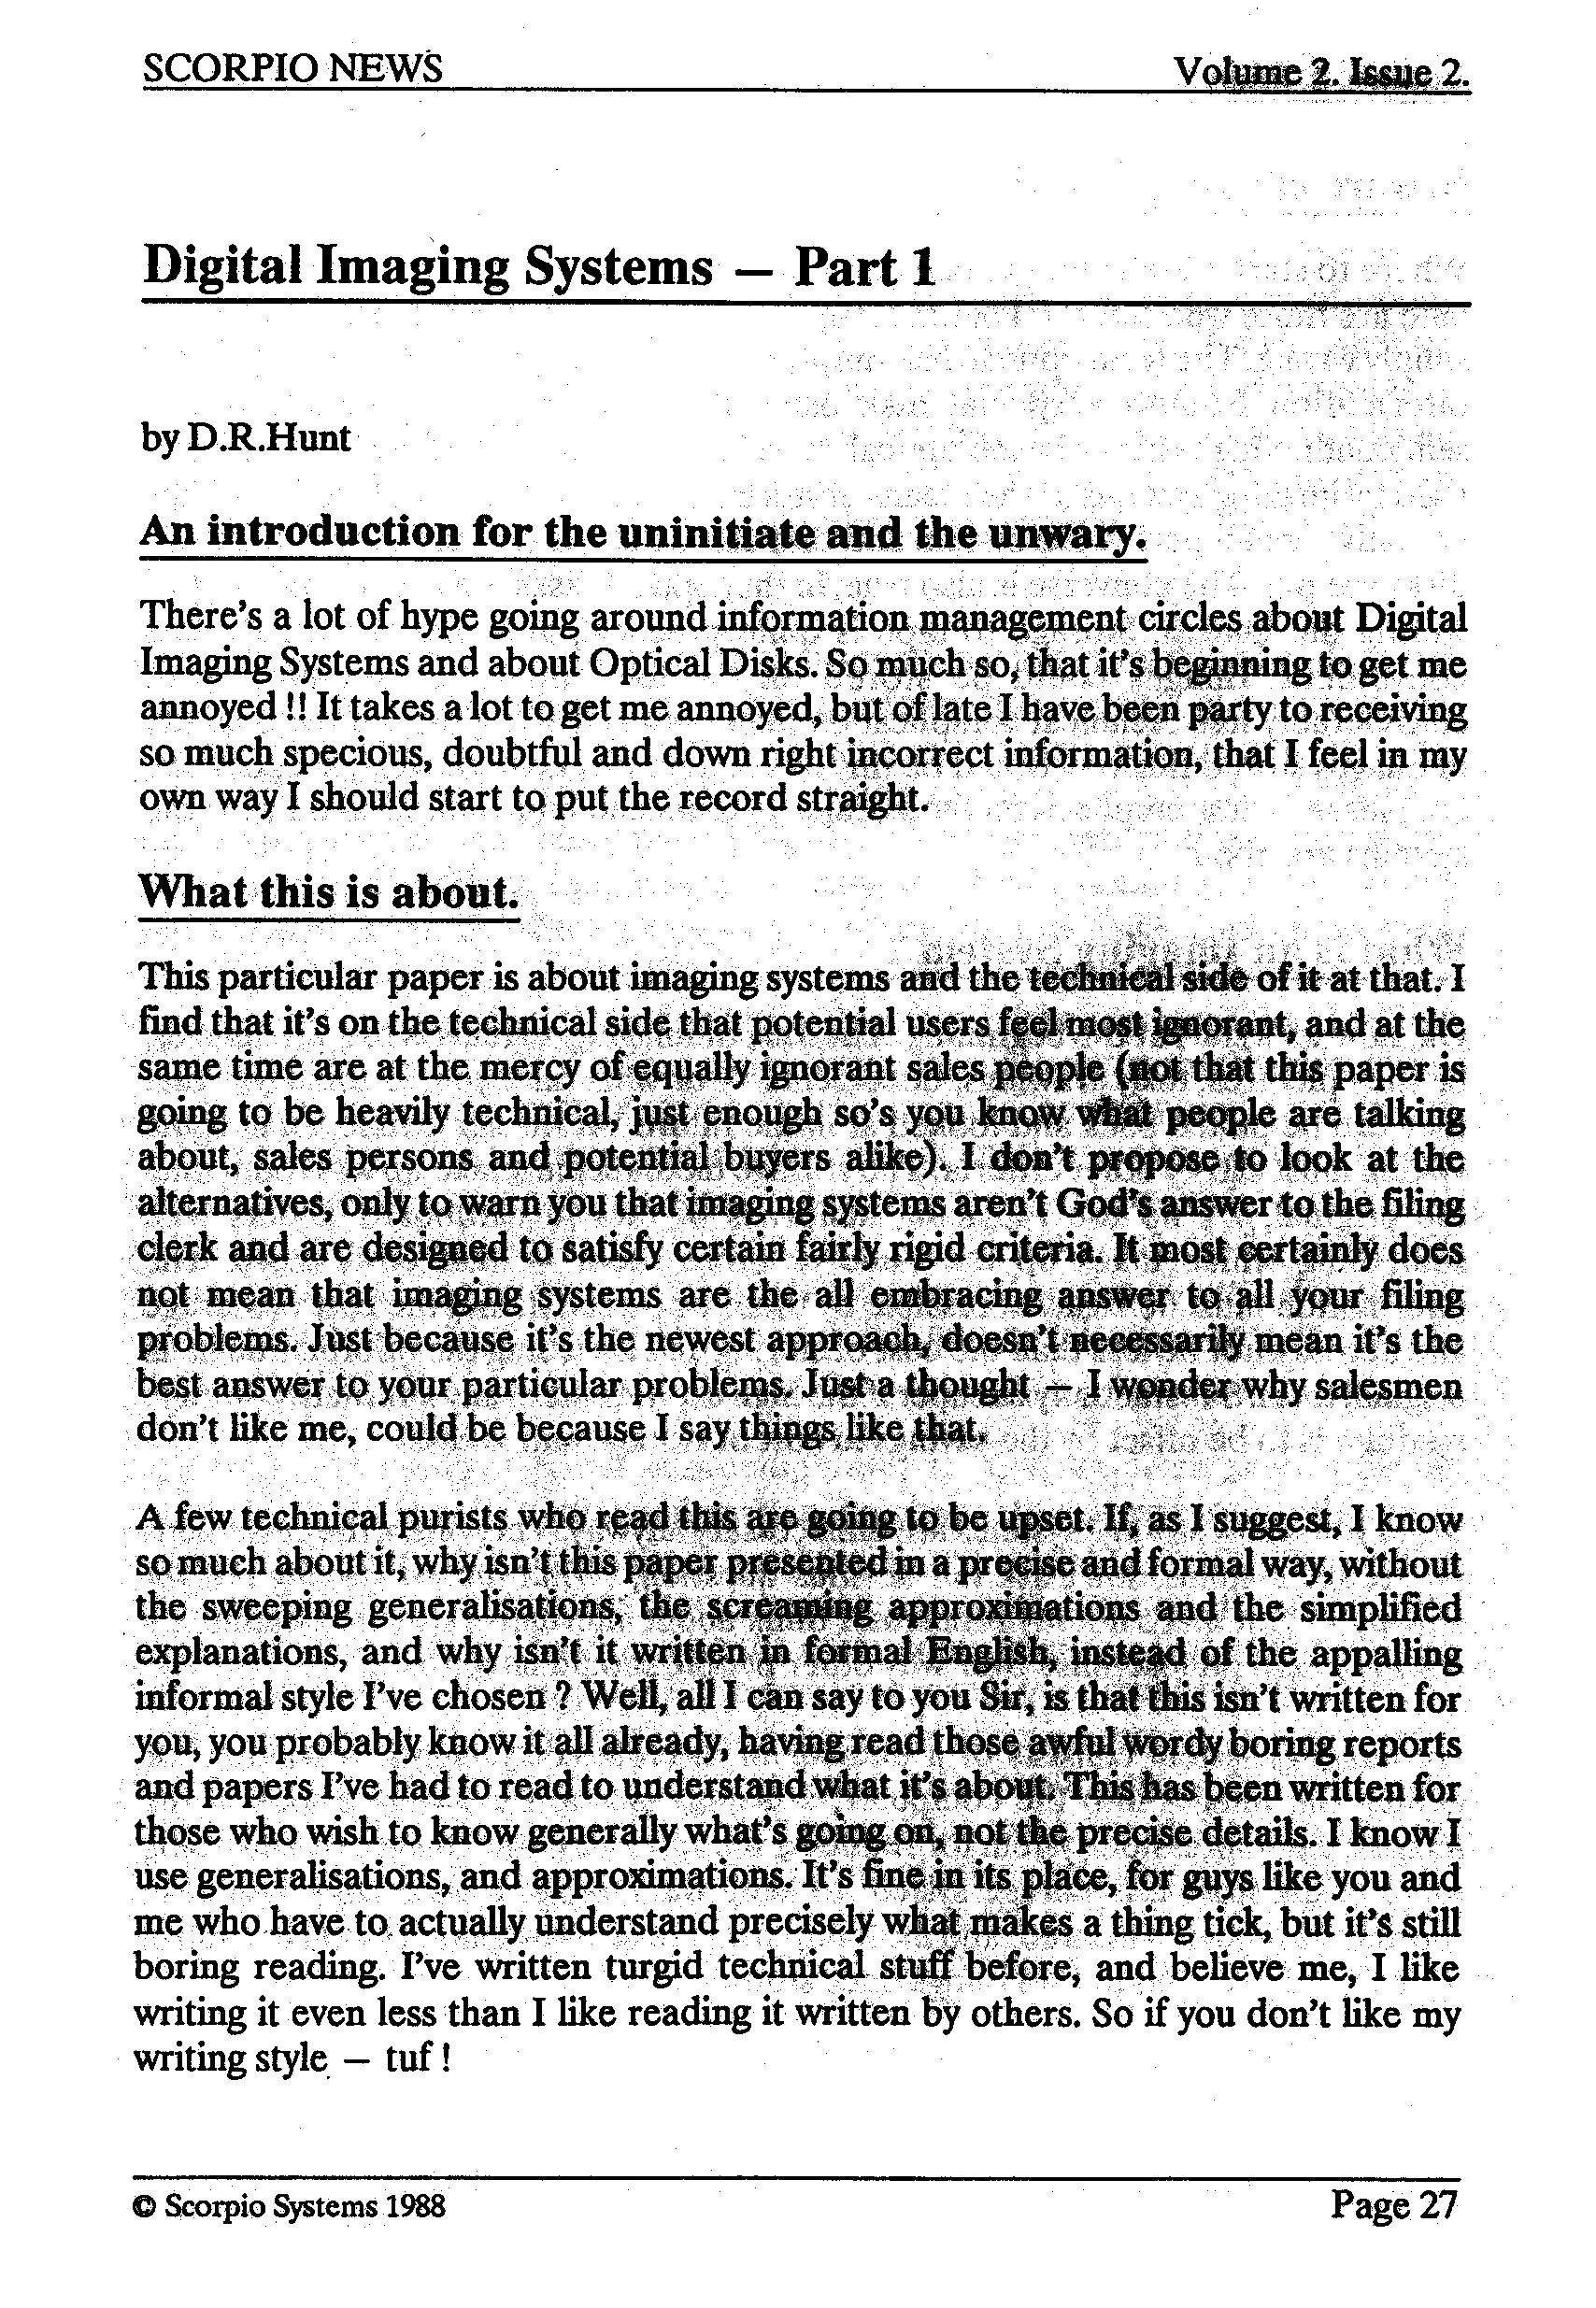 SCORPIO NEWS
Volume 2. Issue 2.
Digital Imaging Systems — Part 1
by D.R.Hunt
An introduction for the uninitiate and the unwary.
There's a lot of hype going around information management circles about Digital
Imaging Systems and about Optical Disks. So much so, that it's beginning to get me
annoyed !! It takes a lot to get me annoyed, but of late I have been party to receiving
so much specious, doubtful and down right incorrect information, that I feel in my
own way I should start to put the record straight.
What this is about.
This particular paper is about imaging systems and the technical side of it at that. I
find that it's on the technical side that potential users feel most ignorant, and at the
same time are at the mercy of equally ignorant sales people (not that this paper is
going to be heavily technical, just enough so's you know what people are talking
about, sales persons and potential buyers alike). I don't propose to look at the
alternatives, only to warn you that imaging systems aren't God's answer to the filing
clerk and are designed to satisfy certain fairly rigid criteria. It most certainly does
not mean that imaging systems are the all embracing answer to all your filing
problems. Just because it's the newest approach, doesn't necessarily mean it's the
best answer to your particular problems. Just a thought — I wonder why salesmen
don't like me, could be because I say things like that.
A few technical purists who read this are going to be upset. If, as I suggest, I know
so much about it, why isn't this paper presented in a precise and formal way, without
the sweeping generalisations, the screaming approximations and the simplified
explanations, and why isn't it written in formal English, instead of the appalling
informal style I've chosen ? Well, all I can say to you Sir, is that this isn't written for
you, you probably know it all already, having read those awful wordy boring reports
and papers I've had to read to understand what it's about. This has been written for
those who wish to know generally what's going on, not the precise details. I know I
use generalisations, and approximations. It's fine in its place, for guys like you and
me who have to actually understand precisely what makes a thing tick, but it's still
boring reading. I've written turgid technical stuff before, and believe me, I like
writing it even less than I like reading it written by others. So if you don't like my
writing style — tuf !
© Scorpio Systems 1988
Page 27